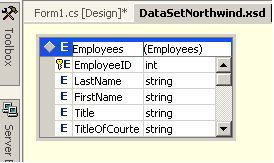 Form1.cs [Design]* DataSetNorthwind.xsd
Toolbox
Server E
E Employees (Employees)
E EmployeeID int
E LastName string
E FirstName string
E Title string
E TitleOfCourte string